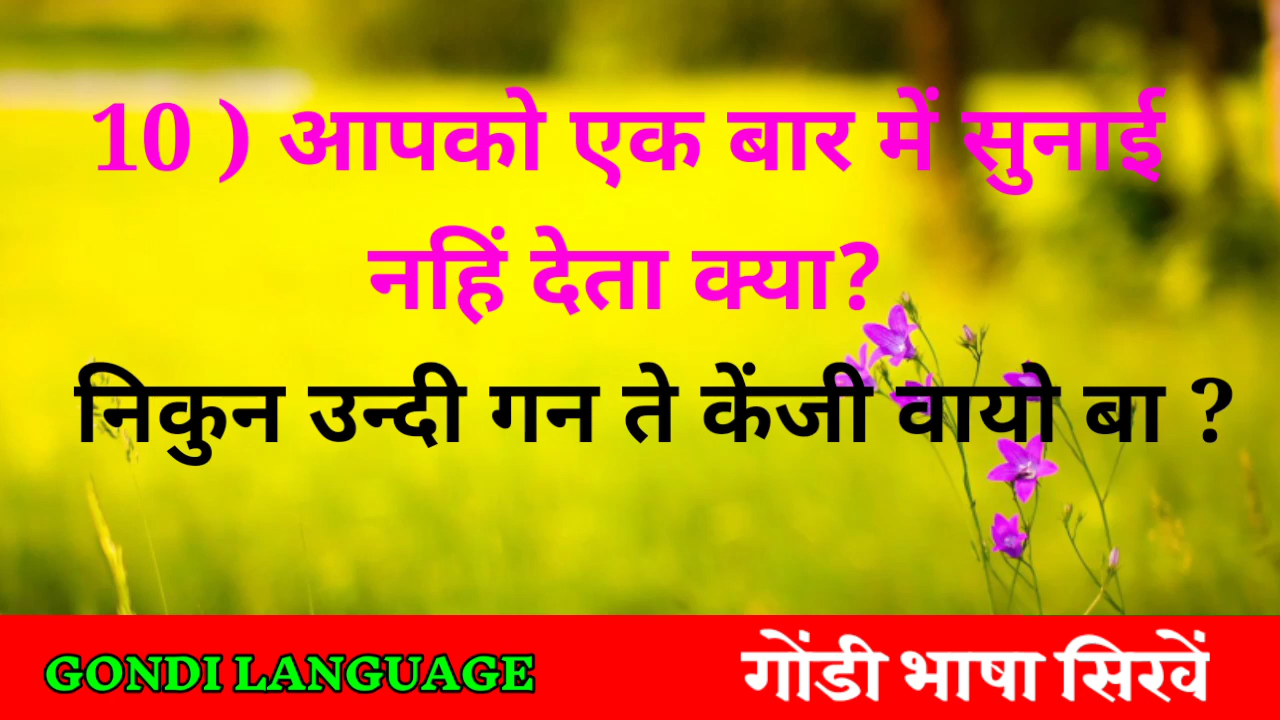 10 ) आपको एक बार में सुनाई
नहिं देता क्या?
निकुन उन्दी गन ते केंजी वायो बा ?
GONDI LANGUAGE
गोंडी भाषा सिखें